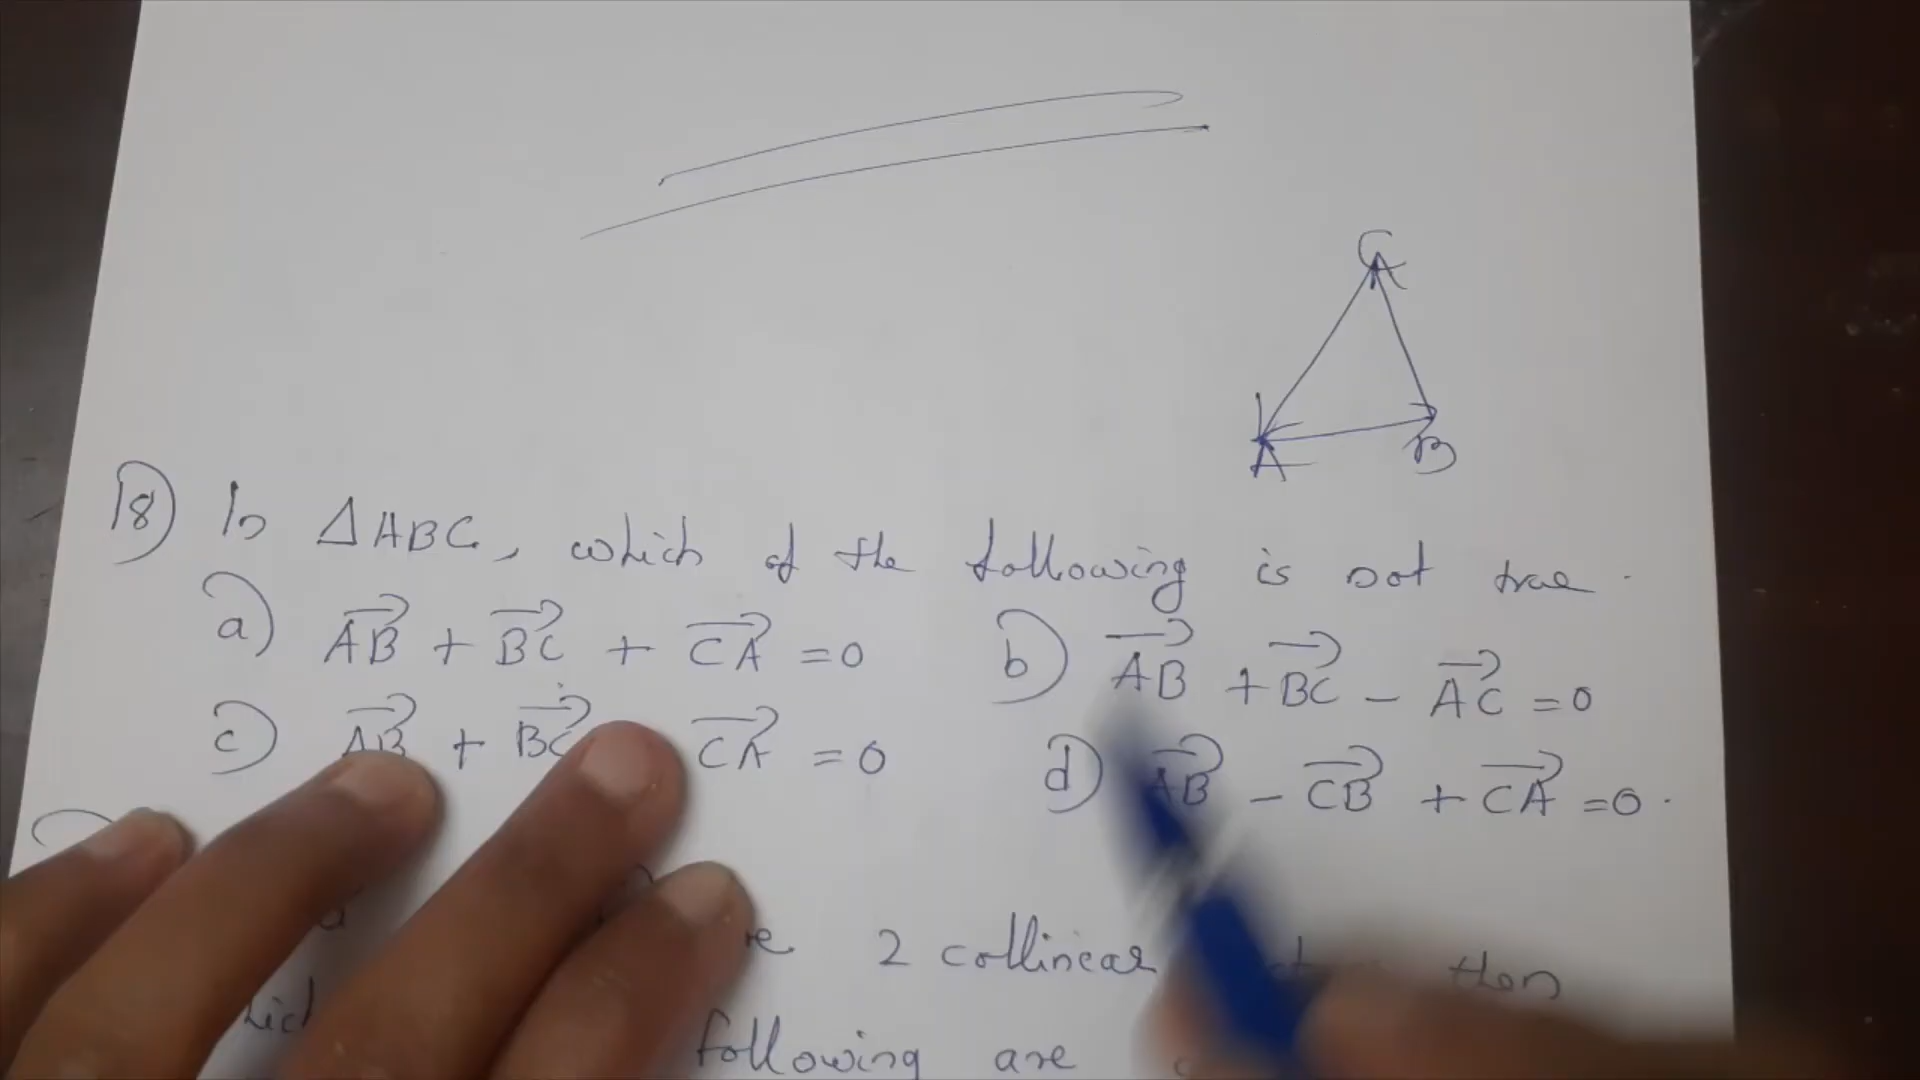 C
A
B
18) In ΔABC, which of the following is not true.
a) AB⃗ + BC⃗ + CA⃗ = 0 b) AB⃗ + BC⃗ − AC⃗ = 0
c) AB⃗ + BC⃗ CA⃗ = 0 d) AB⃗ − CB⃗ + CA⃗ = 0.
2 collinear then
following are